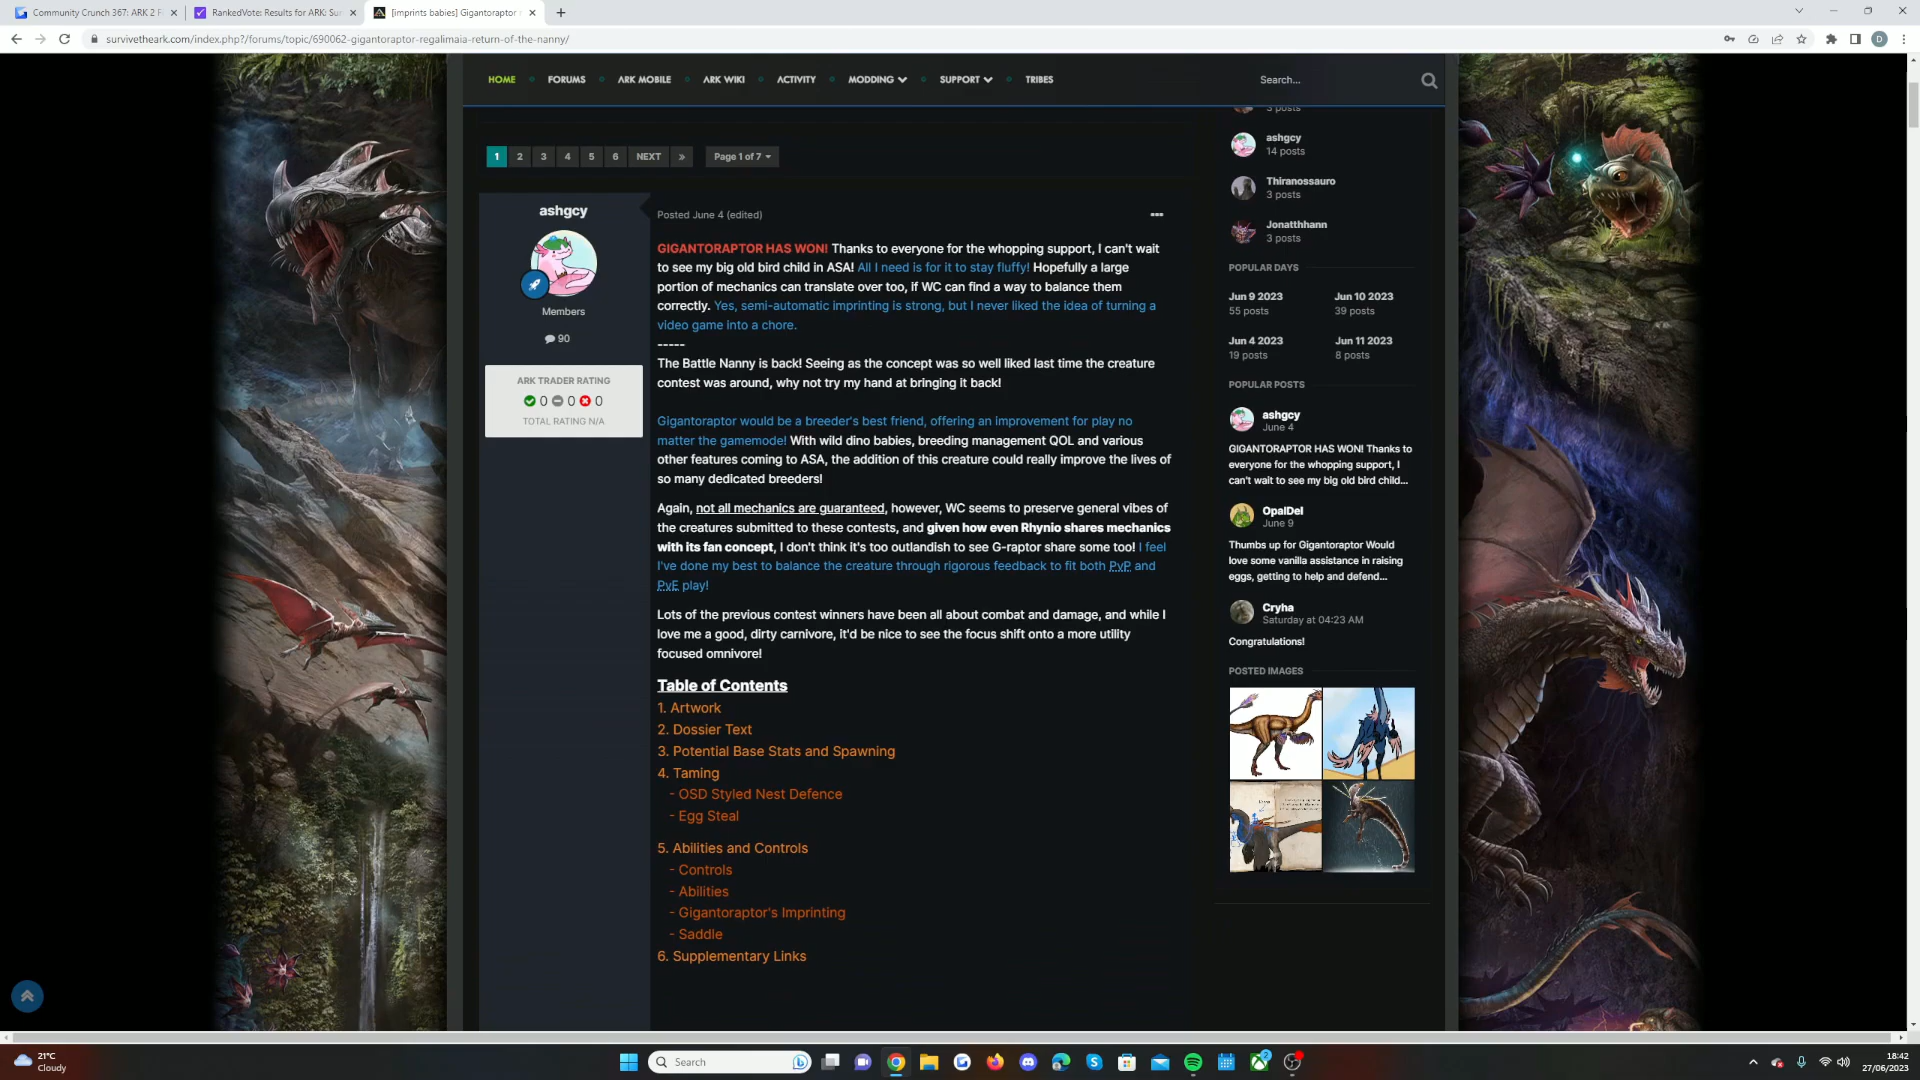 Community Crunch 367: ARK 2 F
RankedVote: Results for ARK: Sur
[imprints babies] Gigantoraptor
survivetheark.com/index.php?/forums/topic/690062-gigantoraptor-regalimaia-return-of-the-nanny/
D
HOME
FORUMS
ARK MOBILE
ARK WIKI
ACTIVITY
MODDING
SUPPORT
TRIBES
Search...
1 2 3 4 5 6 NEXT » Page 1 of 7
ashgcy
Members
90
ARK TRADER RATING
0 0 0
TOTAL RATING N/A
Posted June 4 (edited)
GIGANTORAPTOR HAS WON! Thanks to everyone for the whopping support, I can't wait
to see my big old bird child in ASA! All I need is for it to stay fluffy! Hopefully a large
portion of mechanics can translate over too, if WC can find a way to balance them
correctly. Yes, semi-automatic imprinting is strong, but I never liked the idea of turning a
video game into a chore.
-----
The Battle Nanny is back! Seeing as the concept was so well liked last time the creature
contest was around, why not try my hand at bringing it back!
Gigantoraptor would be a breeder's best friend, offering an improvement for play no
matter the gamemode! With wild dino babies, breeding management QOL and various
other features coming to ASA, the addition of this creature could really improve the lives of
so many dedicated breeders!
Again, not all mechanics are guaranteed, however, WC seems to preserve general vibes of
the creatures submitted to these contests, and given how even Rhynio shares mechanics
with its fan concept, I don't think it's too outlandish to see G-raptor share some too! I feel
I've done my best to balance the creature through rigorous feedback to fit both PvP and
PvE play!
Lots of the previous contest winners have been all about combat and damage, and while I
love me a good, dirty carnivore, it'd be nice to see the focus shift onto a more utility
focused omnivore!
Table of Contents
1. Artwork
2. Dossier Text
3. Potential Base Stats and Spawning
4. Taming
- OSD Styled Nest Defence
- Egg Steal
5. Abilities and Controls
- Controls
- Abilities
- Gigantoraptor's Imprinting
- Saddle
6. Supplementary Links
3 posts
ashgcy
14 posts
Thiranossauro
3 posts
Jonatthhann
3 posts
POPULAR DAYS
Jun 9 2023 Jun 10 2023
55 posts 39 posts
Jun 4 2023 Jun 11 2023
19 posts 8 posts
POPULAR POSTS
ashgcy
June 4
GIGANTORAPTOR HAS WON! Thanks to
everyone for the whopping support, I
can't wait to see my big old bird child...
OpalDel
June 9
Thumbs up for Gigantoraptor Would
love some vanilla assistance in raising
eggs, getting to help and defend...
Cryha
Saturday at 04:23 AM
Congratulations!
POSTED IMAGES
21°C
Cloudy
Search
2
18:42
27/06/2023